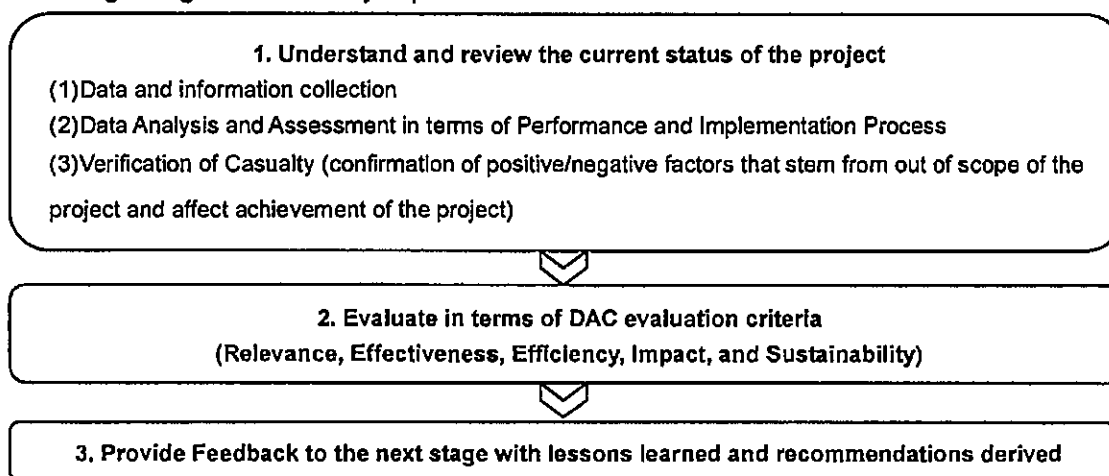 1. Understand and review the current status of the project
(1)Data and information collection
(2)Data Analysis and Assessment in terms of Performance and Implementation Process
(3)Verification of Casualty (confirmation of positive/negative factors that stem from out of scope of the
project and affect achievement of the project)
2. Evaluate in terms of DAC evaluation criteria
(Relevance, Effectiveness, Efficiency, Impact, and Sustainability)
3. Provide Feedback to the next stage with lessons learned and recommendations derived